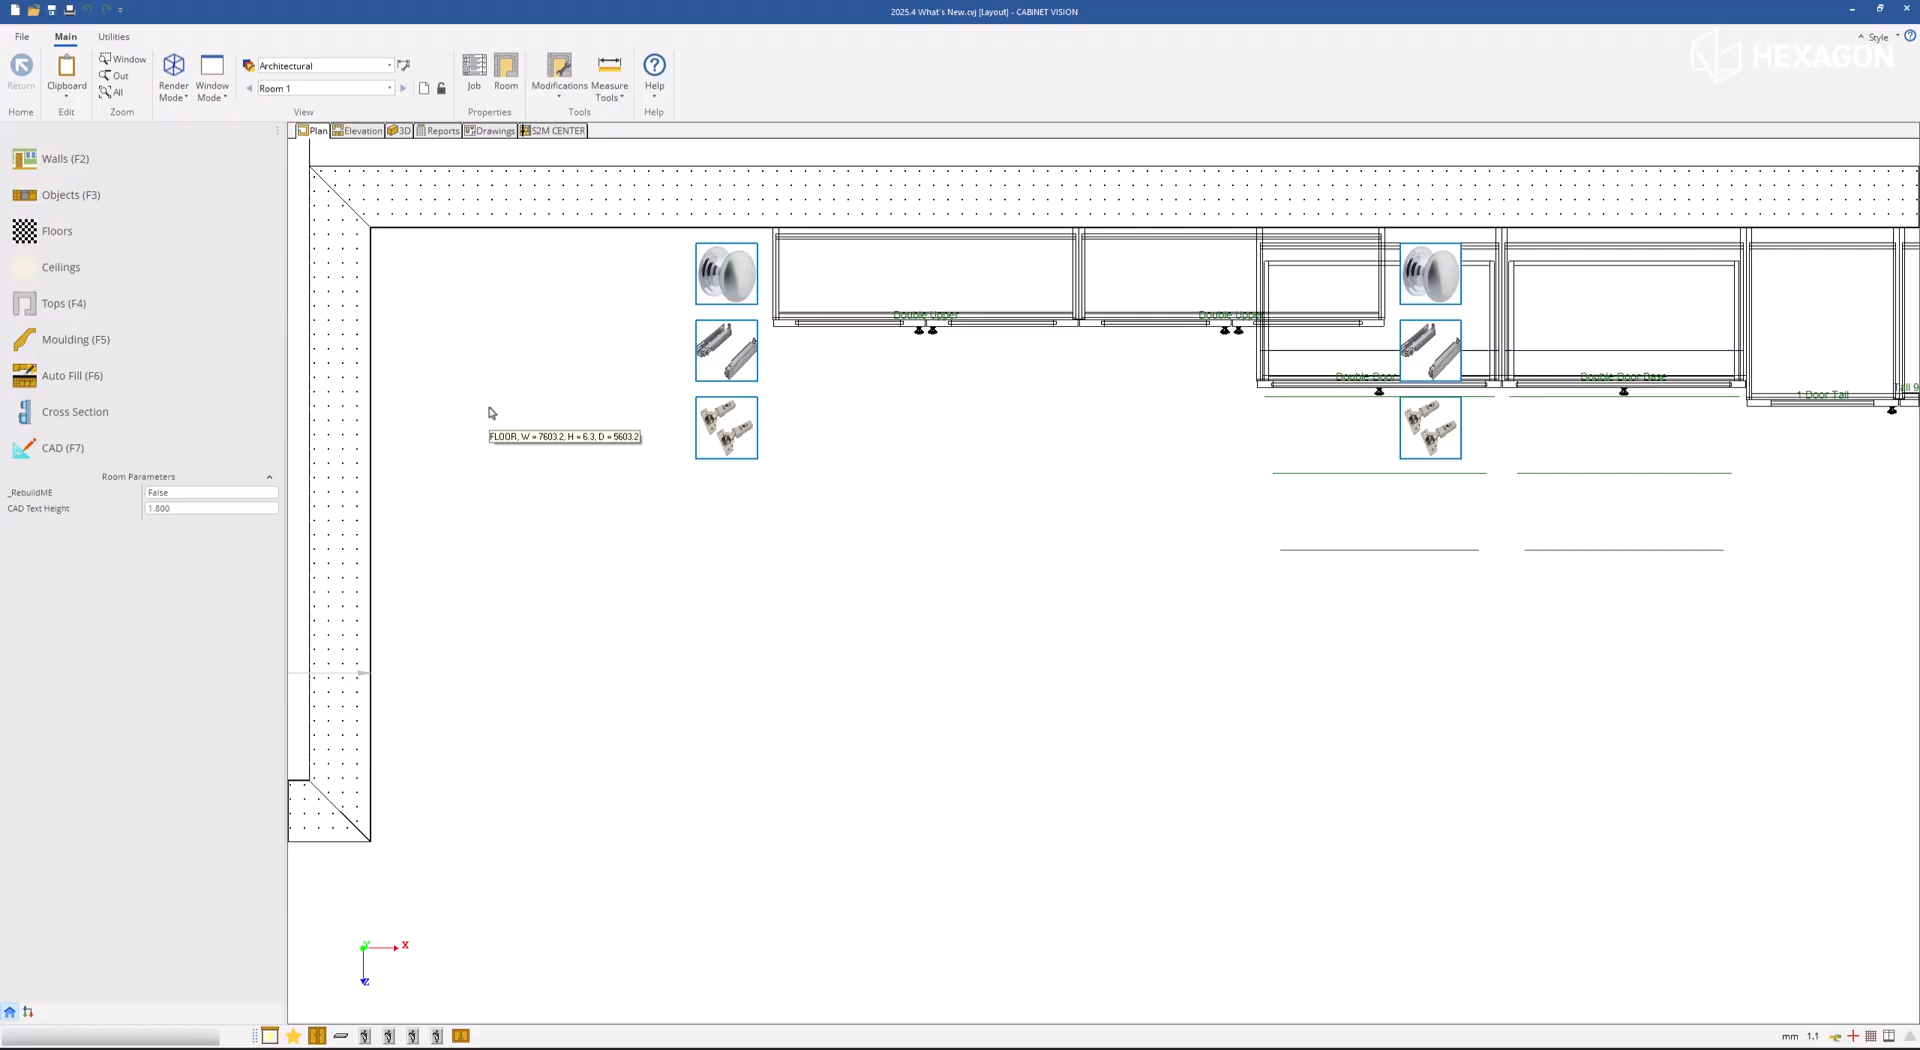 2025.4 What's New.cvj [Layout] - CABINET VISION
File
Main
Utilities
Style
HEXAGON
Return
Clipboard
Window
Out
All
Render Mode
Window Mode
Architectural
Room 1
Job
Room
Modifications
Measure Tools
Help
Home
Edit
Zoom
View
Properties
Tools
Help
Plan
Elevation
3D
Reports
Drawings
S2M CENTER
Walls (F2)
Objects (F3)
Floors
Ceilings
Tops (F4)
Moulding (F5)
Auto Fill (F6)
Cross Section
CAD (F7)
Room Parameters
_RebuildME
False
CAD Text Height
1.800
Double Upper
Double Upper
Double Door
Double Door Base
1 Door Tall
Tall 9
FLOOR, W = 7603.2, H = 6.3, D = 5603.2
Y
X
Z
mm
1.1